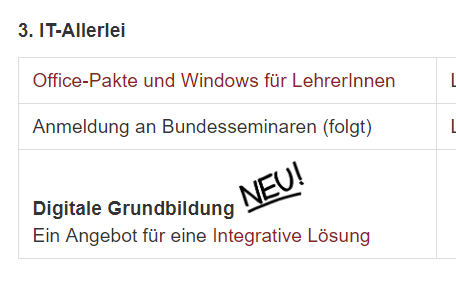 3. IT-Allerlei
Office-Pakte und Windows für LehrerInnen
Anmeldung an Bundesseminaren (folgt)
Digitale Grundbildung NEU!
Ein Angebot für eine Integrative Lösung